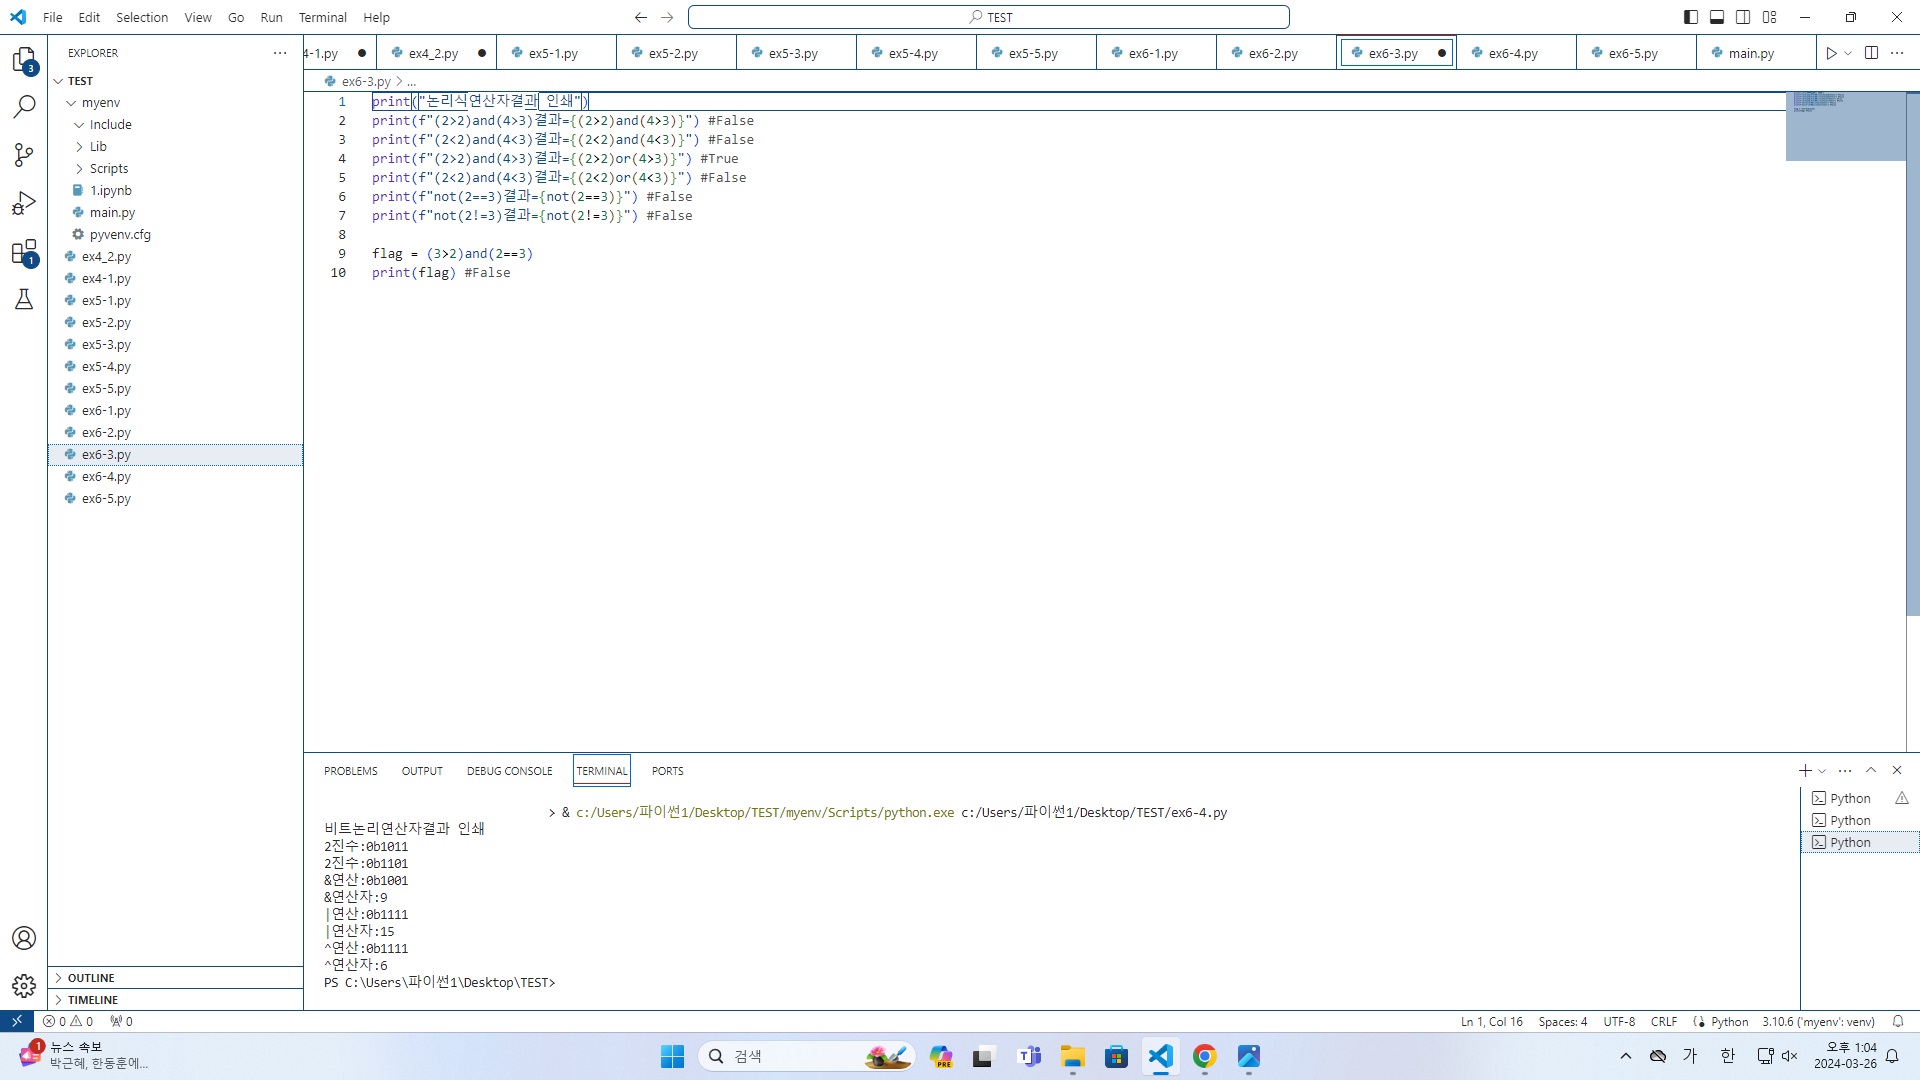 File Edit Selection View Go Run Terminal Help
TEST
EXPLORER
4-1.py ex4_2.py ex5-1.py ex5-2.py ex5-3.py ex5-4.py ex5-5.py ex6-1.py ex6-2.py ex6-3.py ex6-4.py ex6-5.py main.py
3
TEST
myenv
Include
Lib
Scripts
1.ipynb
main.py
pyvenv.cfg
ex4_2.py
ex4-1.py
ex5-1.py
ex5-2.py
ex5-3.py
ex5-4.py
ex5-5.py
ex6-1.py
ex6-2.py
ex6-3.py
ex6-4.py
ex6-5.py
1
OUTLINE
TIMELINE
ex6-3.py > ...
1 print("논리식연산자결과 인쇄")
2 print(f"(2>2)and(4>3)결과={(2>2)and(4>3)}") #False
3 print(f"(2<2)and(4<3)결과={(2<2)and(4<3)}") #False
4 print(f"(2>2)and(4>3)결과={(2>2)or(4>3)}") #True
5 print(f"(2<2)and(4<3)결과={(2<2)or(4<3)}") #False
6 print(f"not(2==3)결과={not(2==3)}") #False
7 print(f"not(2!=3)결과={not(2!=3)}") #False
8
9 flag = (3>2)and(2==3)
10 print(flag) #False
PROBLEMS OUTPUT DEBUG CONSOLE TERMINAL PORTS
> & c:/Users/파이썬1/Desktop/TEST/myenv/Scripts/python.exe c:/Users/파이썬1/Desktop/TEST/ex6-4.py
비트논리연산자결과 인쇄
2진수:0b1011
2진수:0b1101
&연산:0b1001
&연산자:9
|연산:0b1111
|연산자:15
^연산:0b1111
^연산자:6
PS C:\Users\파이썬1\Desktop\TEST>
Python
Python
Python
0 0 0
Ln 1, Col 16 Spaces: 4 UTF-8 CRLF Python 3.10.6 ('myenv': venv)
1
뉴스 속보
박근혜, 한동훈에...
검색
PRE
가 한
오후 1:04
2024-03-26